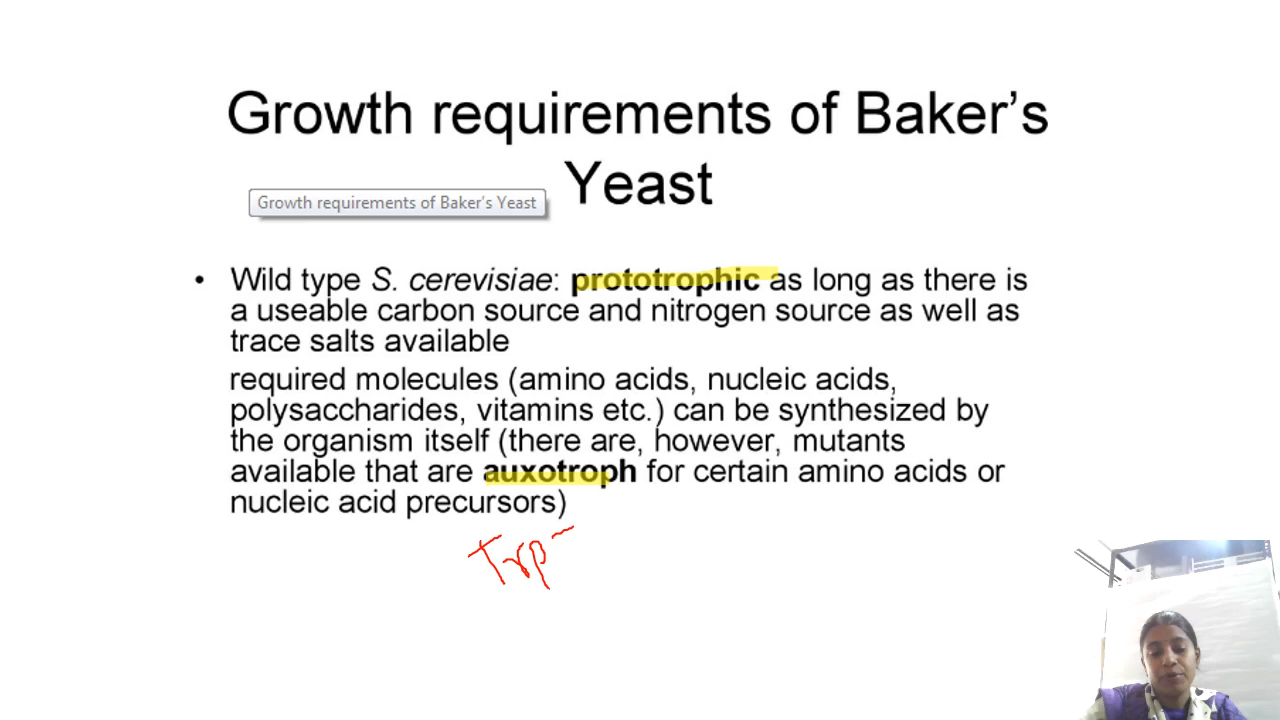 Growth requirements of Baker's
Yeast
Growth requirements of Baker's Yeast
• Wild type S. cerevisiae: prototrophic as long as there is
a useable carbon source and nitrogen source as well as
trace salts available
required molecules (amino acids, nucleic acids,
polysaccharides, vitamins etc.) can be synthesized by
the organism itself (there are, however, mutants
available that are auxotroph for certain amino acids or
nucleic acid precursors)
Trp-